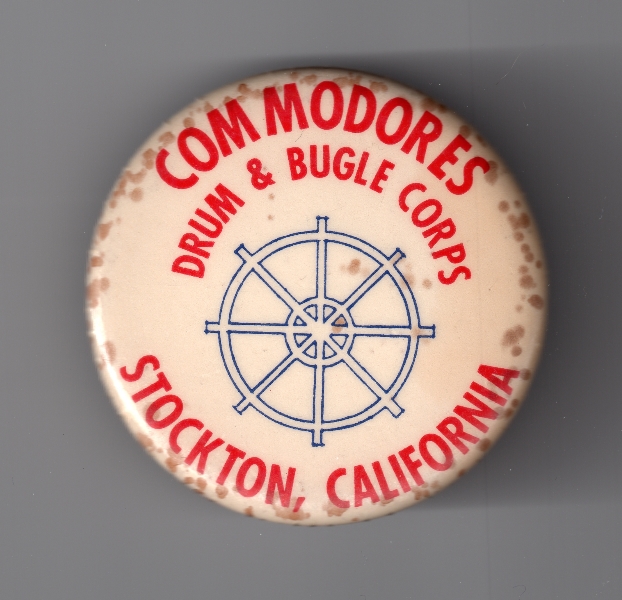 COMMODORES
DRUM & BUGLE CORPS
STOCKTON, CALIFORNIA